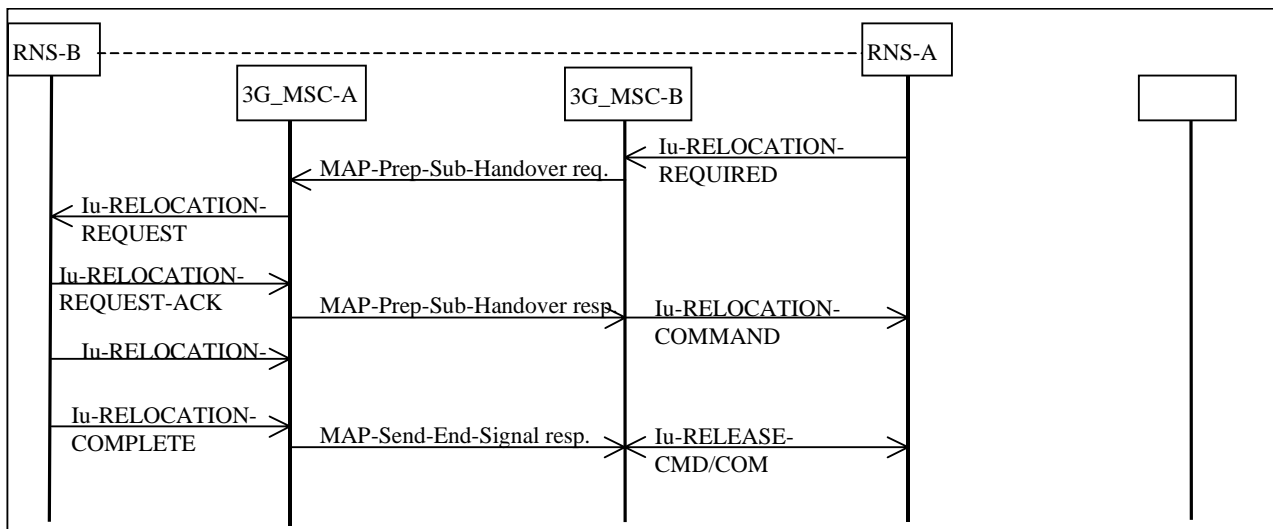 RNS-B
RNS-A
3G_MSC-A
3G_MSC-B
Iu-RELOCATION-
REQUIRED
MAP-Prep-Sub-Handover req.
Iu-RELOCATION-
REQUEST
Iu-RELOCATION-
REQUEST-ACK
MAP-Prep-Sub-Handover resp
Iu-RELOCATION-
COMMAND
Iu-RELOCATION-
Iu-RELOCATION-
COMPLETE
MAP-Send-End-Signal resp.
Iu-RELEASE-
CMD/COM